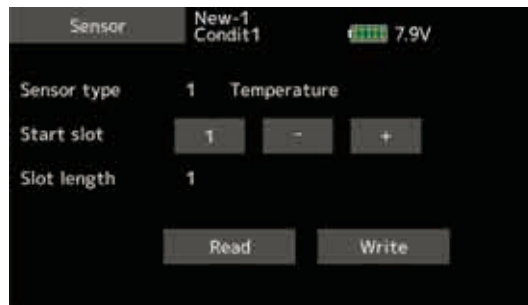 Sensor New-1
Condit1 7.9V
Sensor type 1 Temperature
Start slot 1 - +
Slot length 1
Read Write